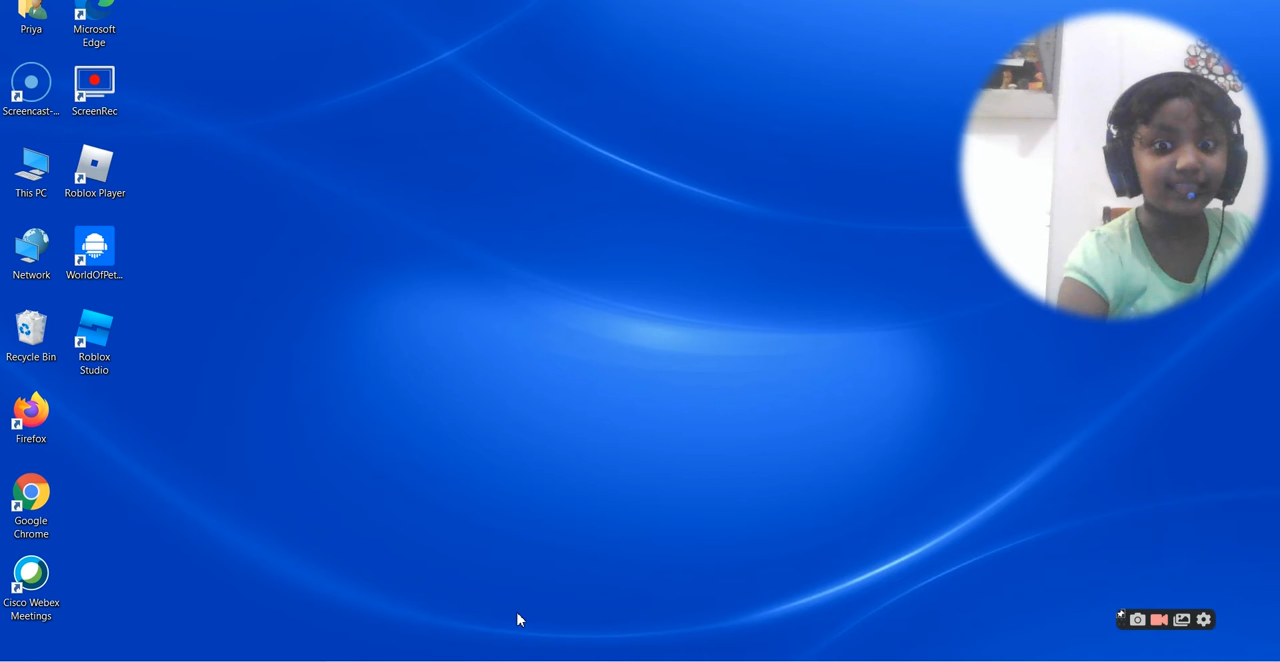 Priya
Microsoft
Edge
Screencast-...
ScreenRec
This PC
Roblox Player
Network
WorldOfPet...
Recycle Bin
Roblox
Studio
Firefox
Google
Chrome
Cisco Webex
Meetings